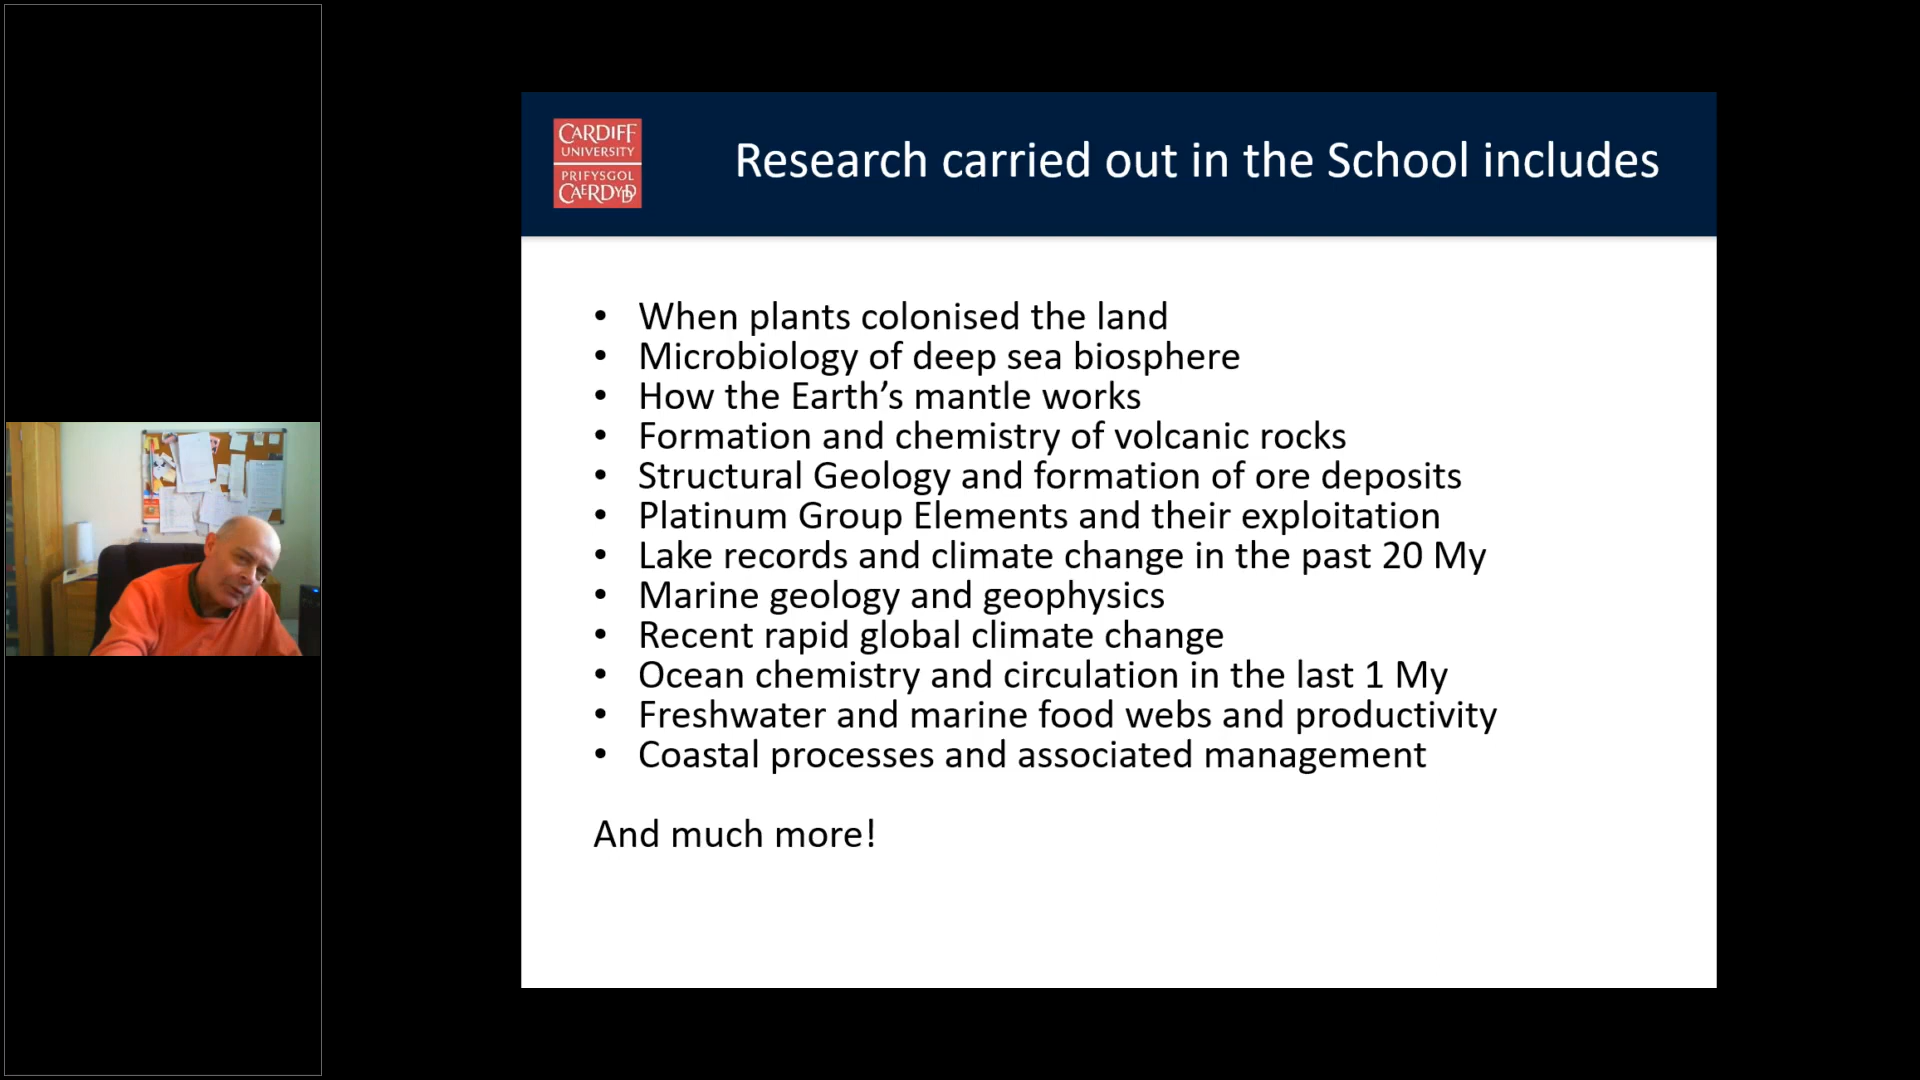 CARDIFF
UNIVERSITY
PRIFYSGOL
CAERDYDD
Research carried out in the School includes
• When plants colonised the land
• Microbiology of deep sea biosphere
• How the Earth’s mantle works
• Formation and chemistry of volcanic rocks
• Structural Geology and formation of ore deposits
• Platinum Group Elements and their exploitation
• Lake records and climate change in the past 20 My
• Marine geology and geophysics
• Recent rapid global climate change
• Ocean chemistry and circulation in the last 1 My
• Freshwater and marine food webs and productivity
• Coastal processes and associated management
And much more!